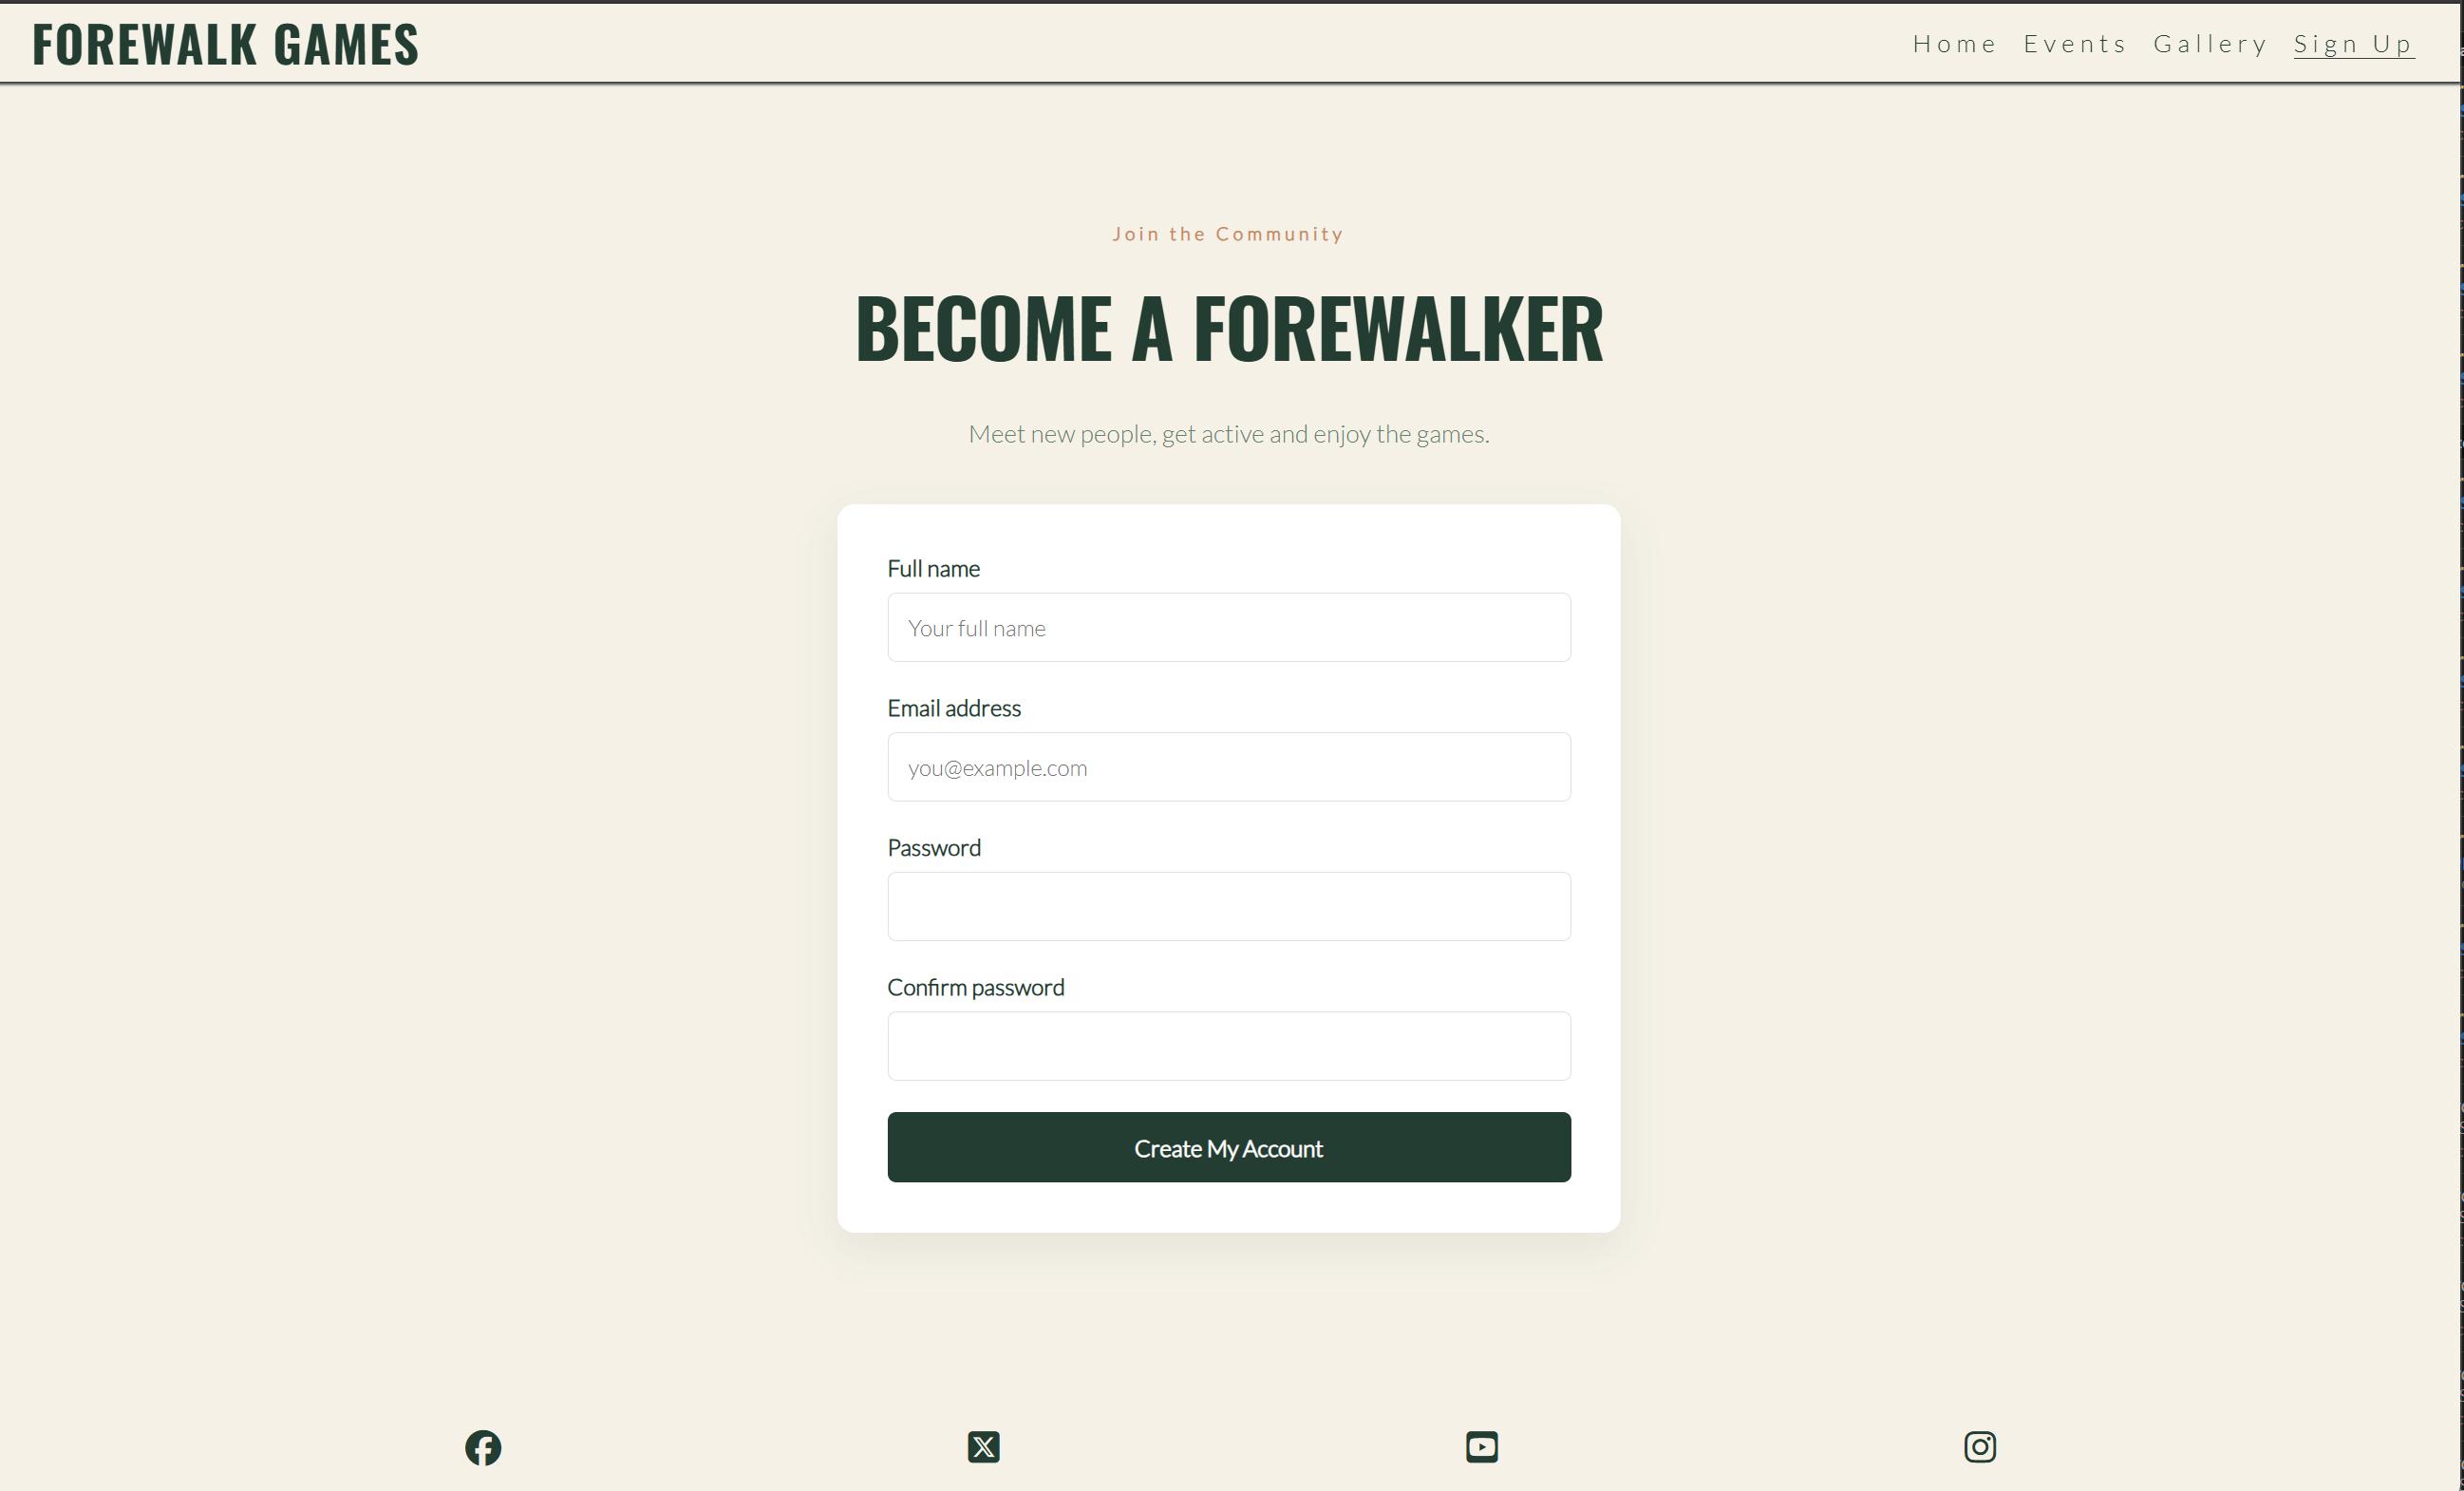 FOREWALK GAMES
Home Events Gallery Sign Up
Join the Community
BECOME A FOREWALKER
Meet new people, get active and enjoy the games.
Full name
Your full name
Email address
you@example.com
Password
Confirm password
Create My Account